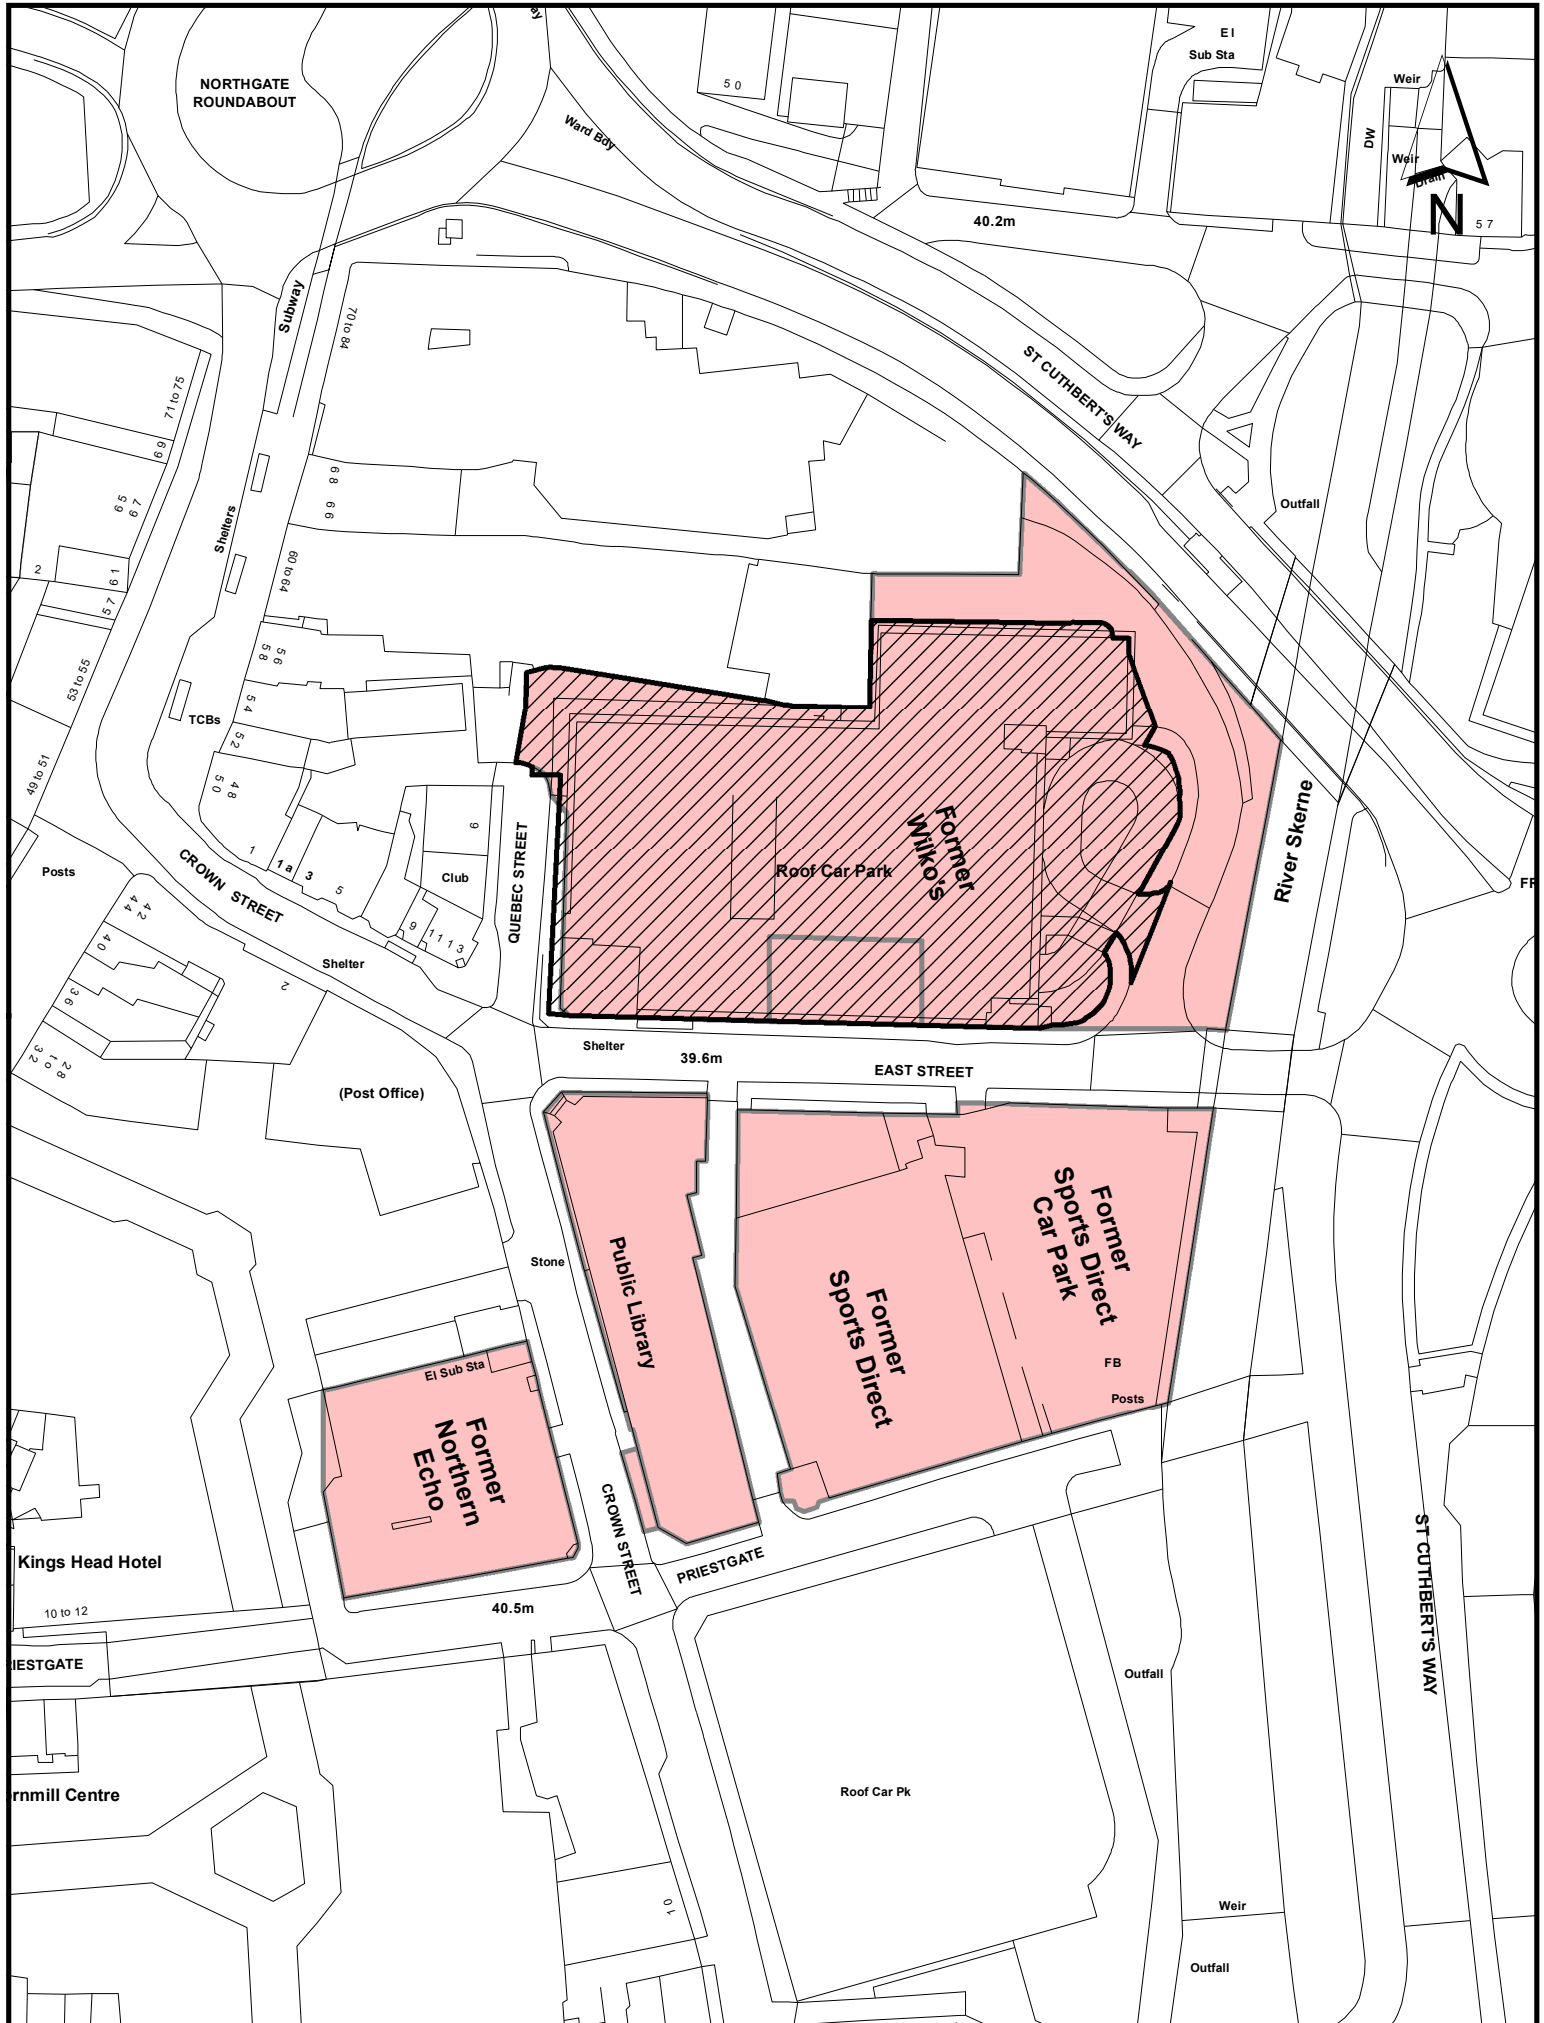 NORTHGATE
ROUNDABOUT
50
El
Sub Sta
Weir
DW
Weir
Drain
N
57
Ward Bdy
40.2m
Subway
70 to 84
ST CUTHBERT'S WAY
71 to 75
69
65
67
68
66
Outfall
Shelters
2
61
57
60 to 64
56
58
53 to 55
54
TCBs
52
49 to 51
48
50
9
Club
QUEBEC STREET
Former
Wilko's
Roof Car Park
River Skerne
Posts
CROWN STREET
1
1a
3
5
9
11
13
FF
42
44
40
36
28
to
32
2
Shelter
Shelter
39.6m
EAST STREET
(Post Office)
Stone
Public Library
Former
Sports Direct
Car Park
Former
Sports Direct
FB
Posts
El Sub Sta
Former
Northern
Echo
CROWN STREET
PRIESTGATE
Kings Head Hotel
10 to 12
40.5m
IESTGATE
ST CUTHBERT'S WAY
Outfall
rnmill Centre
Roof Car Pk
10
Weir
Outfall